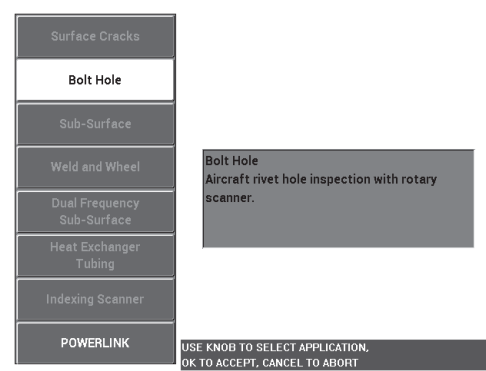 Surface Cracks
Bolt Hole
Sub-Surface
Weld and Wheel
Dual Frequency
Sub-Surface
Heat Exchanger
Tubing
Indexing Scanner
POWERLINK
Bolt Hole
Aircraft rivet hole inspection with rotary
scanner.
USE KNOB TO SELECT APPLICATION,
OK TO ACCEPT, CANCEL TO ABORT